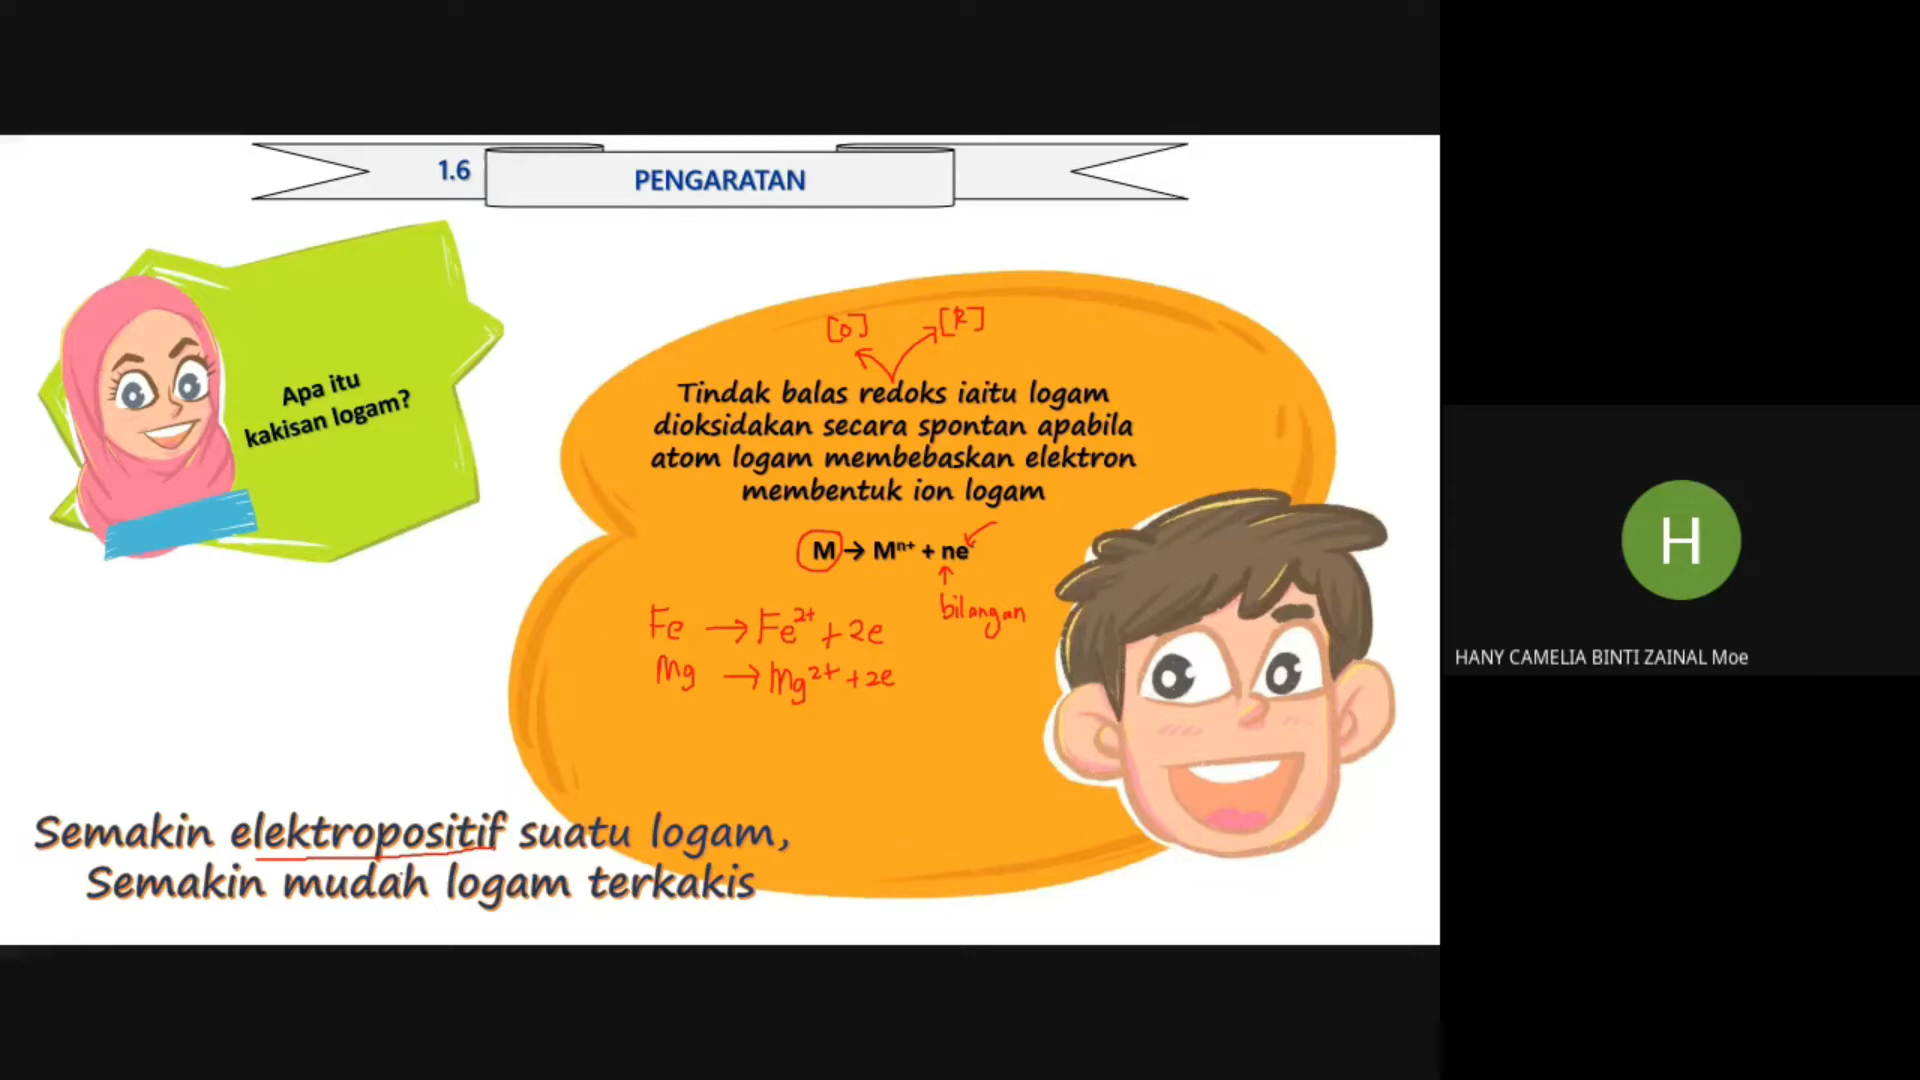 1.6
PENGARATAN
Apa itu
kakisan logam?
[O] [R]
Tindak balas redoks iaitu logam
dioksidakan secara spontan apabila
atom logam membebaskan elektron
membentuk ion logam
M → Mⁿ⁺ + ne
bilangan
Fe → Fe²⁺ + 2e
Mg → Mg²⁺ + 2e
Semakin elektropositif suatu logam,
Semakin mudah logam terkakis
H
HANY CAMELIA BINTI ZAINAL Moe